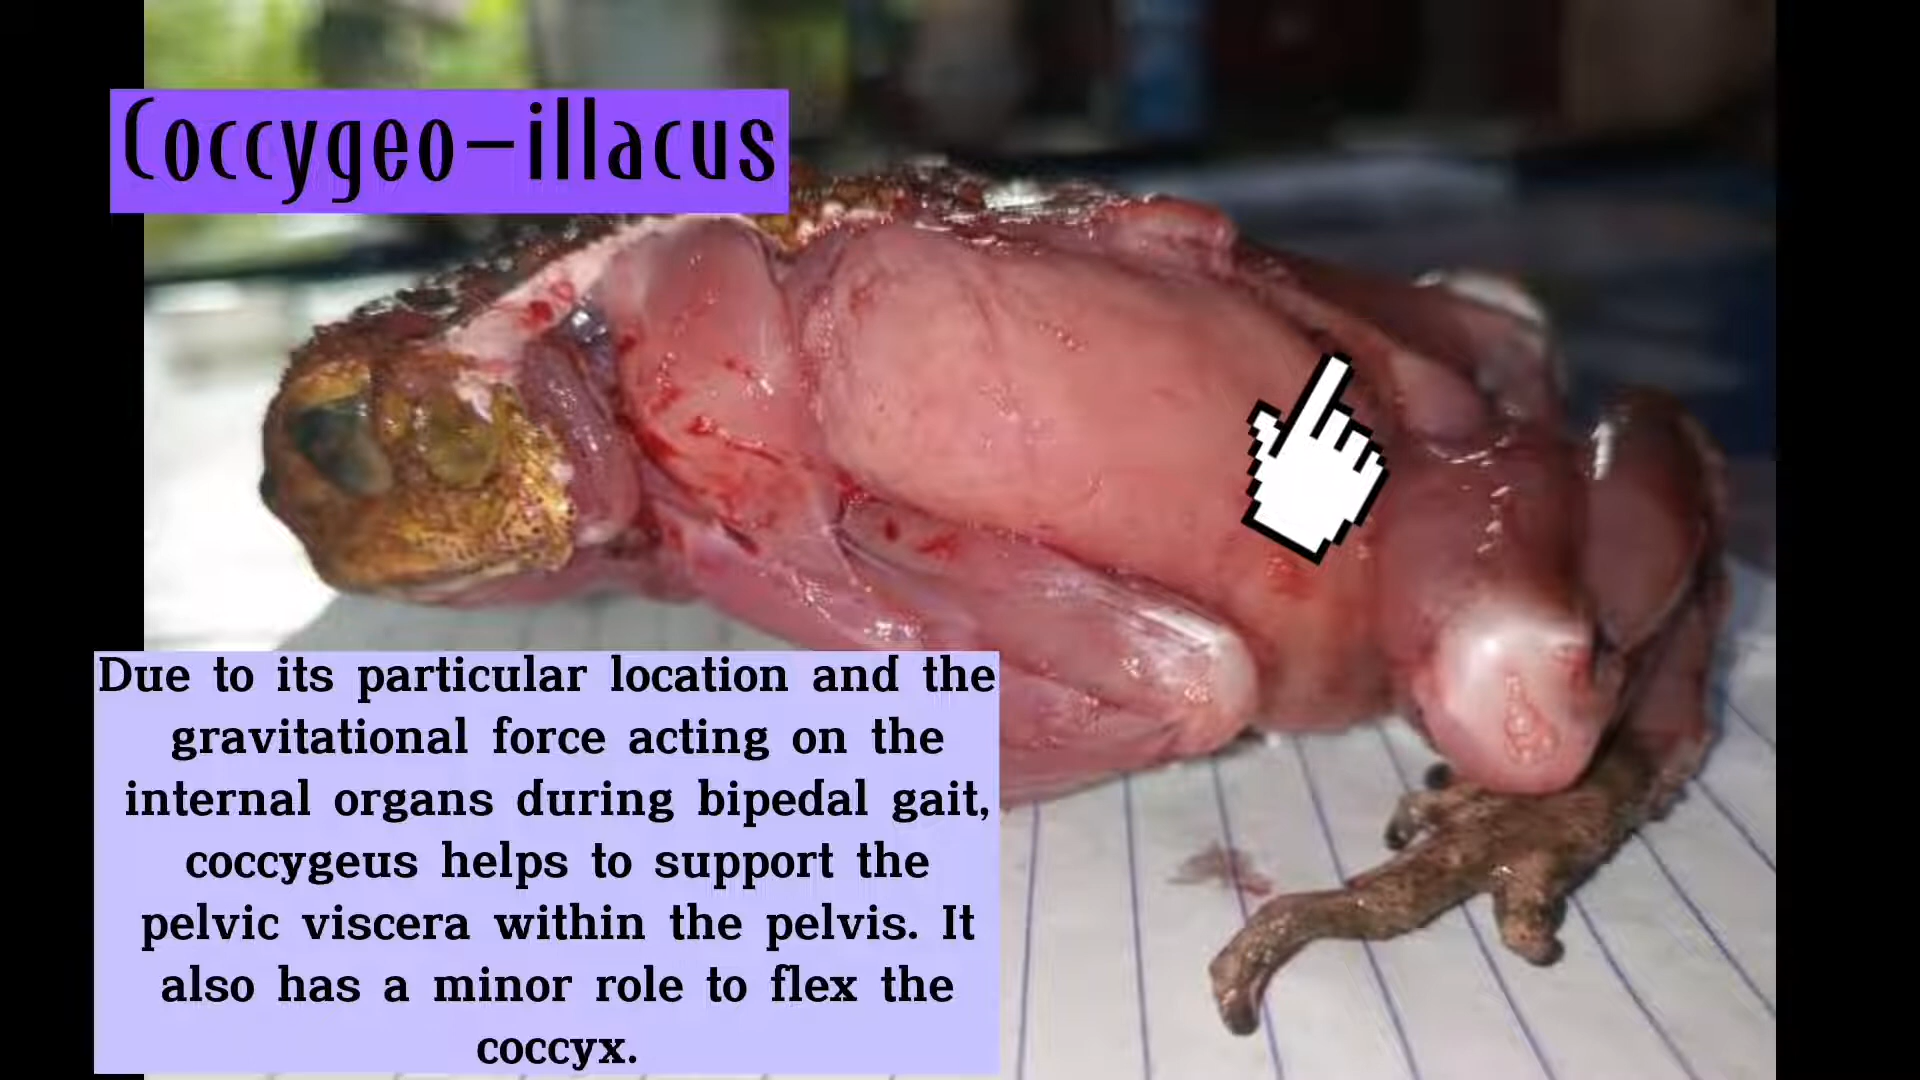 Coccygeo-illacus
Due to its particular location and the
gravitational force acting on the
internal organs during bipedal gait,
coccygeus helps to support the
pelvic viscera within the pelvis. It
also has a minor role to flex the
coccyx.